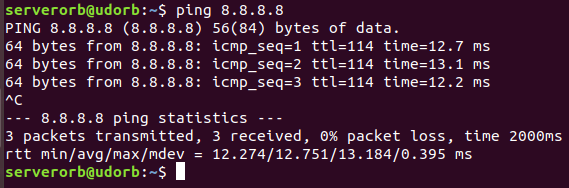 serverorb@udorb:~$ ping 8.8.8.8
PING 8.8.8.8 (8.8.8.8) 56(84) bytes of data.
64 bytes from 8.8.8.8: icmp_seq=1 ttl=114 time=12.7 ms
64 bytes from 8.8.8.8: icmp_seq=2 ttl=114 time=13.1 ms
64 bytes from 8.8.8.8: icmp_seq=3 ttl=114 time=12.2 ms
^C
--- 8.8.8.8 ping statistics ---
3 packets transmitted, 3 received, 0% packet loss, time 2000ms
rtt min/avg/max/mdev = 12.274/12.751/13.184/0.395 ms
serverorb@udorb:~$